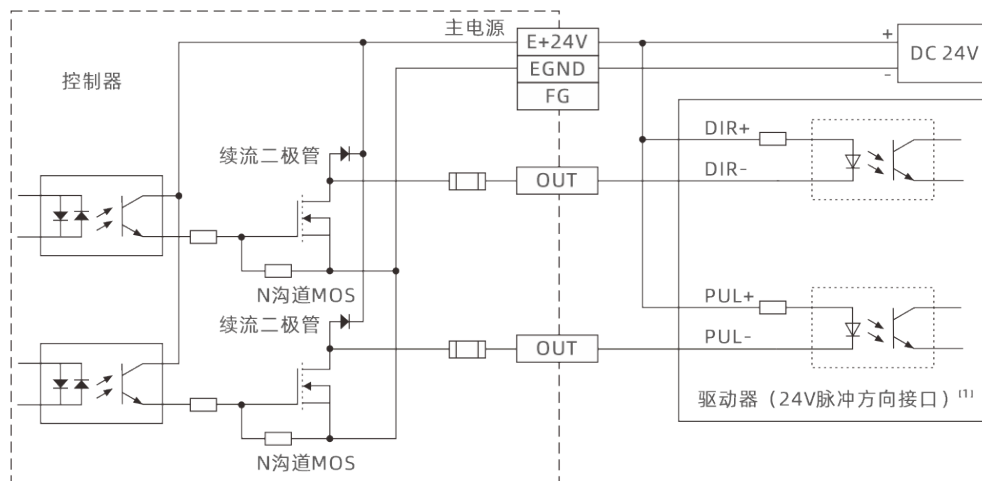 主电源
E+24V
+
DC 24V
控制器
EGND
-
FG
DIR+
续流二极管
DIR-
OUT
N沟道MOS
PUL+
续流二极管
PUL-
OUT
驱动器（24V脉冲方向接口）[1]
N沟道MOS